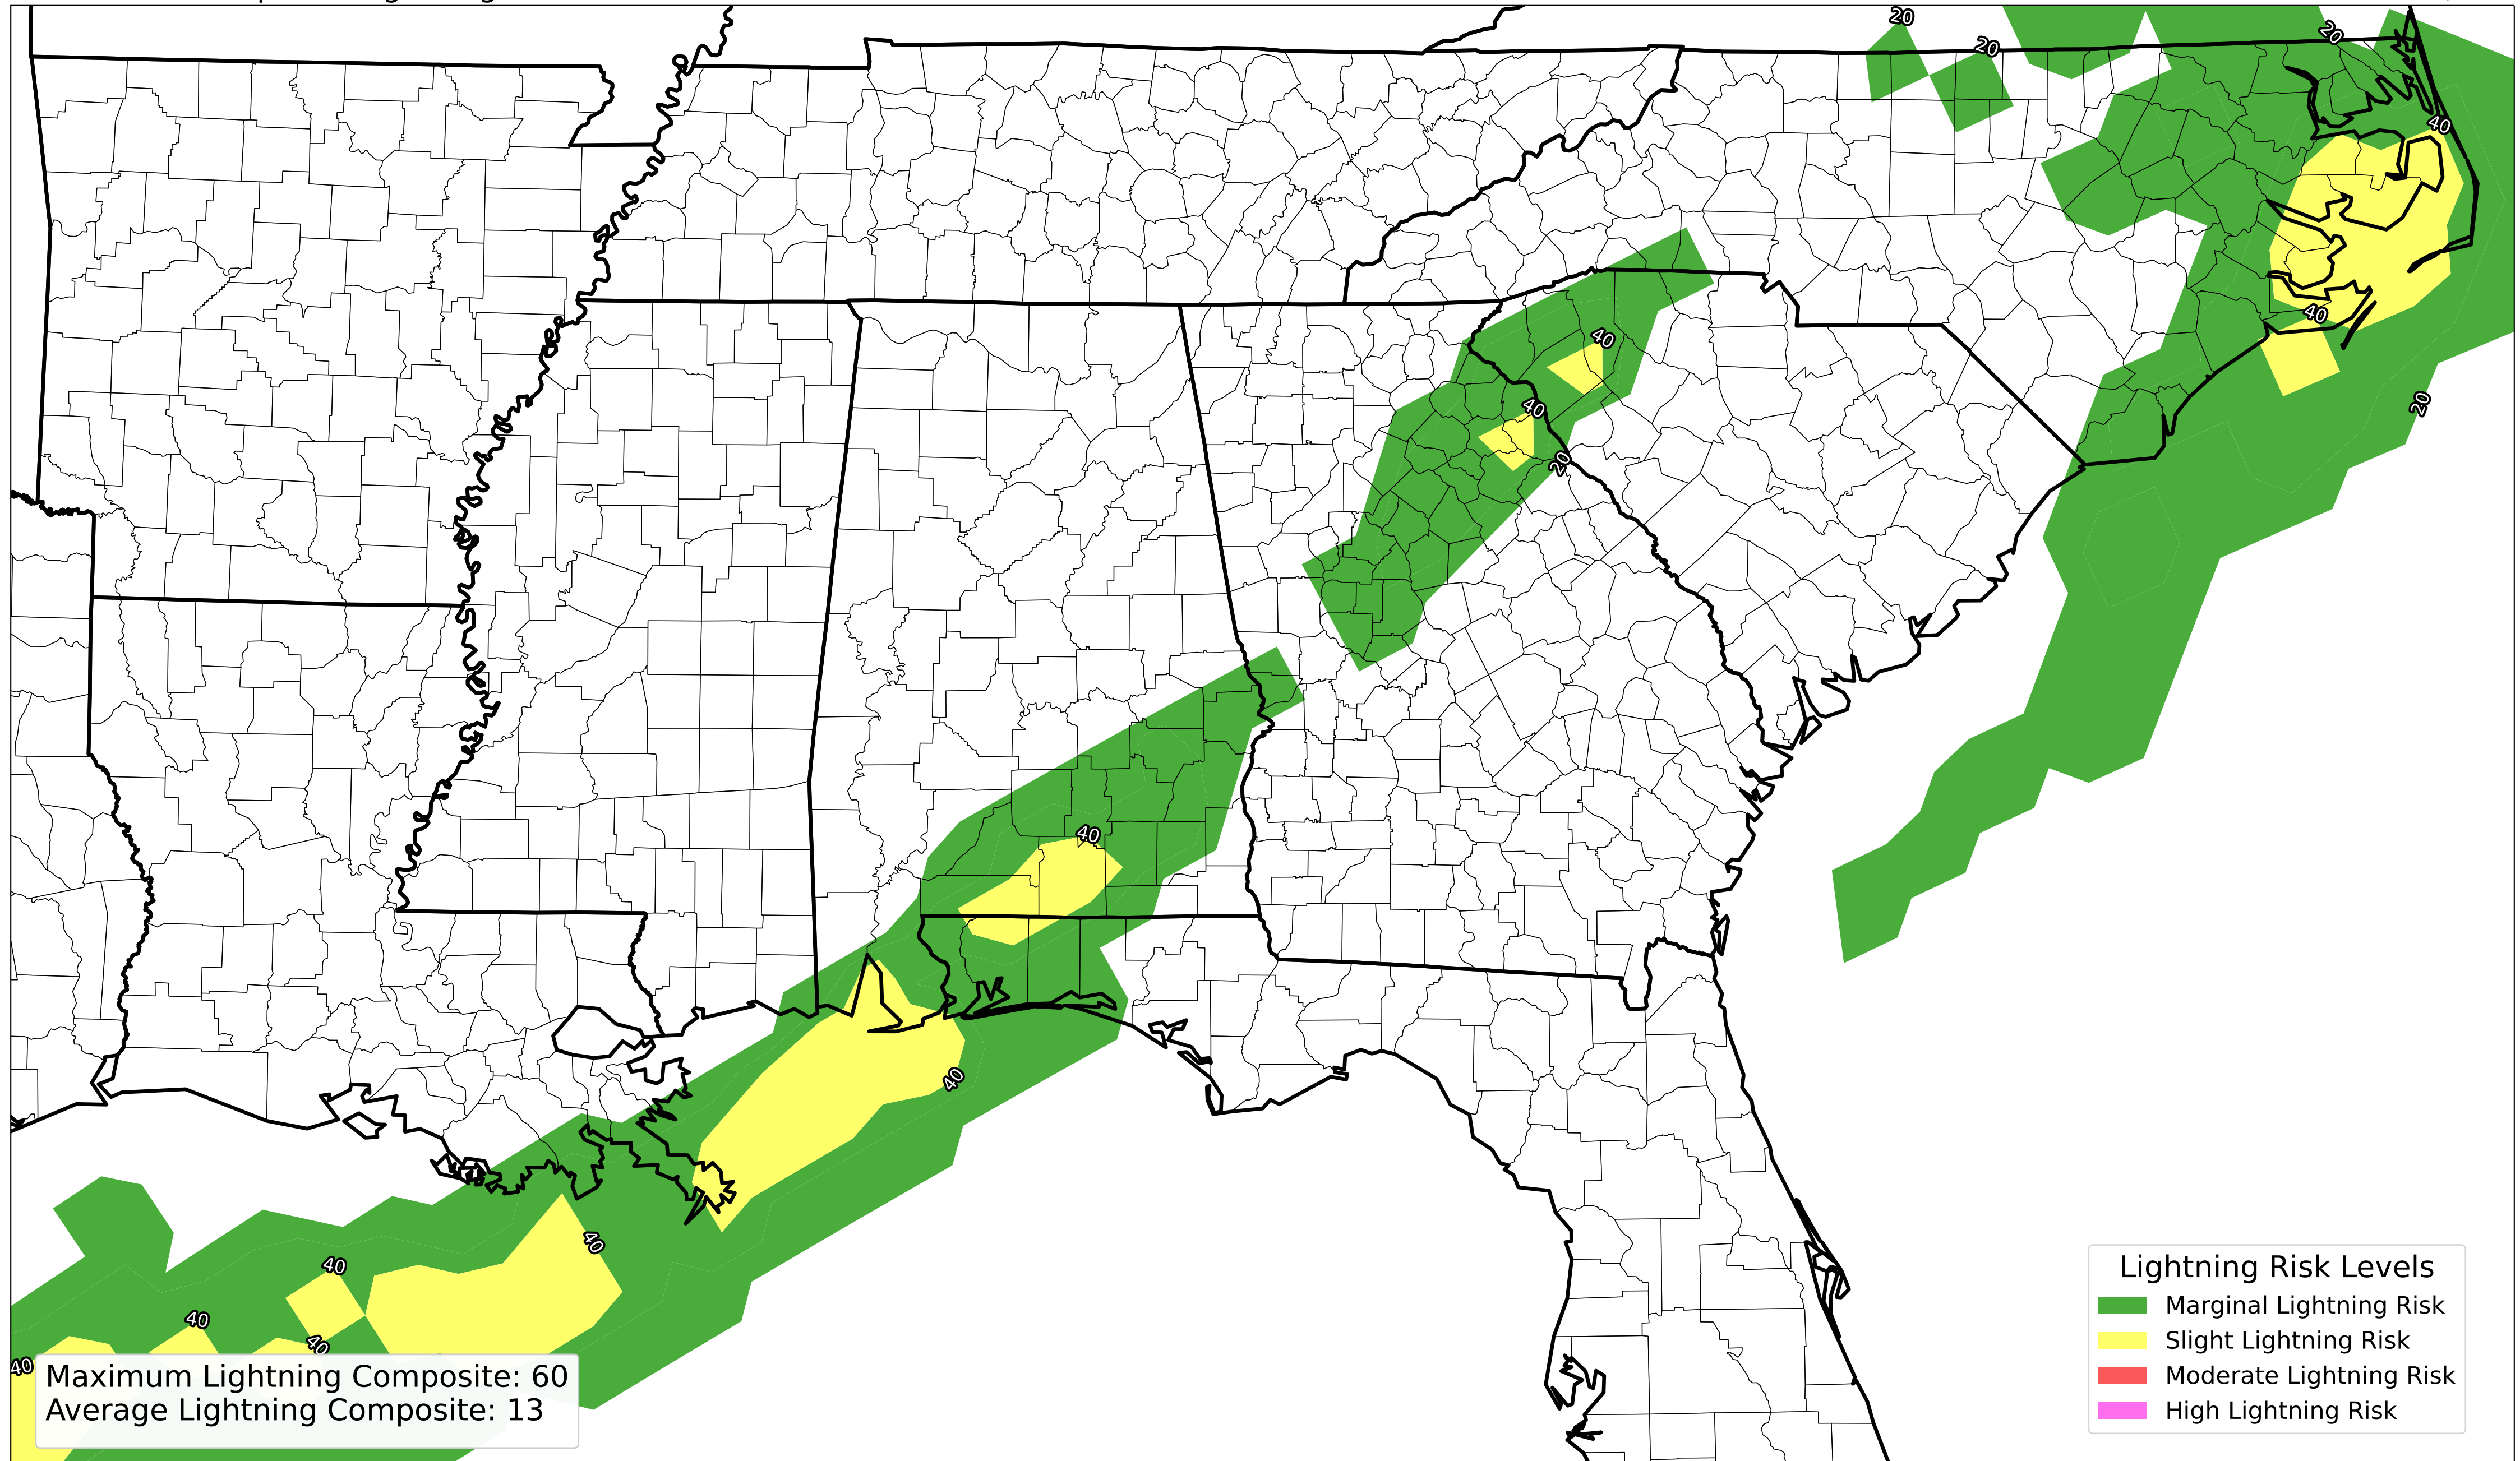 20
20
20
40
40
40
20
40
20
40
40
40
40
40
40
40
Maximum Lightning Composite: 60
Average Lightning Composite: 13
Lightning Risk Levels
Marginal Lightning Risk
Slight Lightning Risk
Moderate Lightning Risk
High Lightning Risk